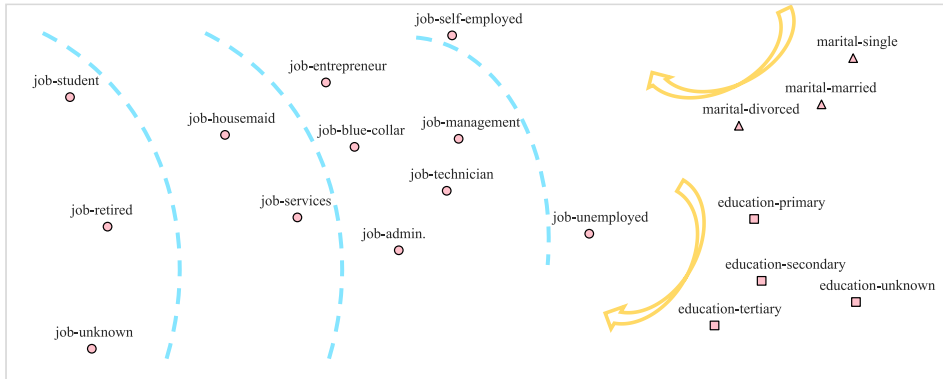 job-self-employed
marital-single
job-entrepreneur
job-student
marital-married
marital-divorced
job-housemaid
job-blue-collar
job-management
job-technician
job-retired
job-services
education-primary
job-unemployed
job-admin.
education-secondary
education-unknown
education-tertiary
job-unknown